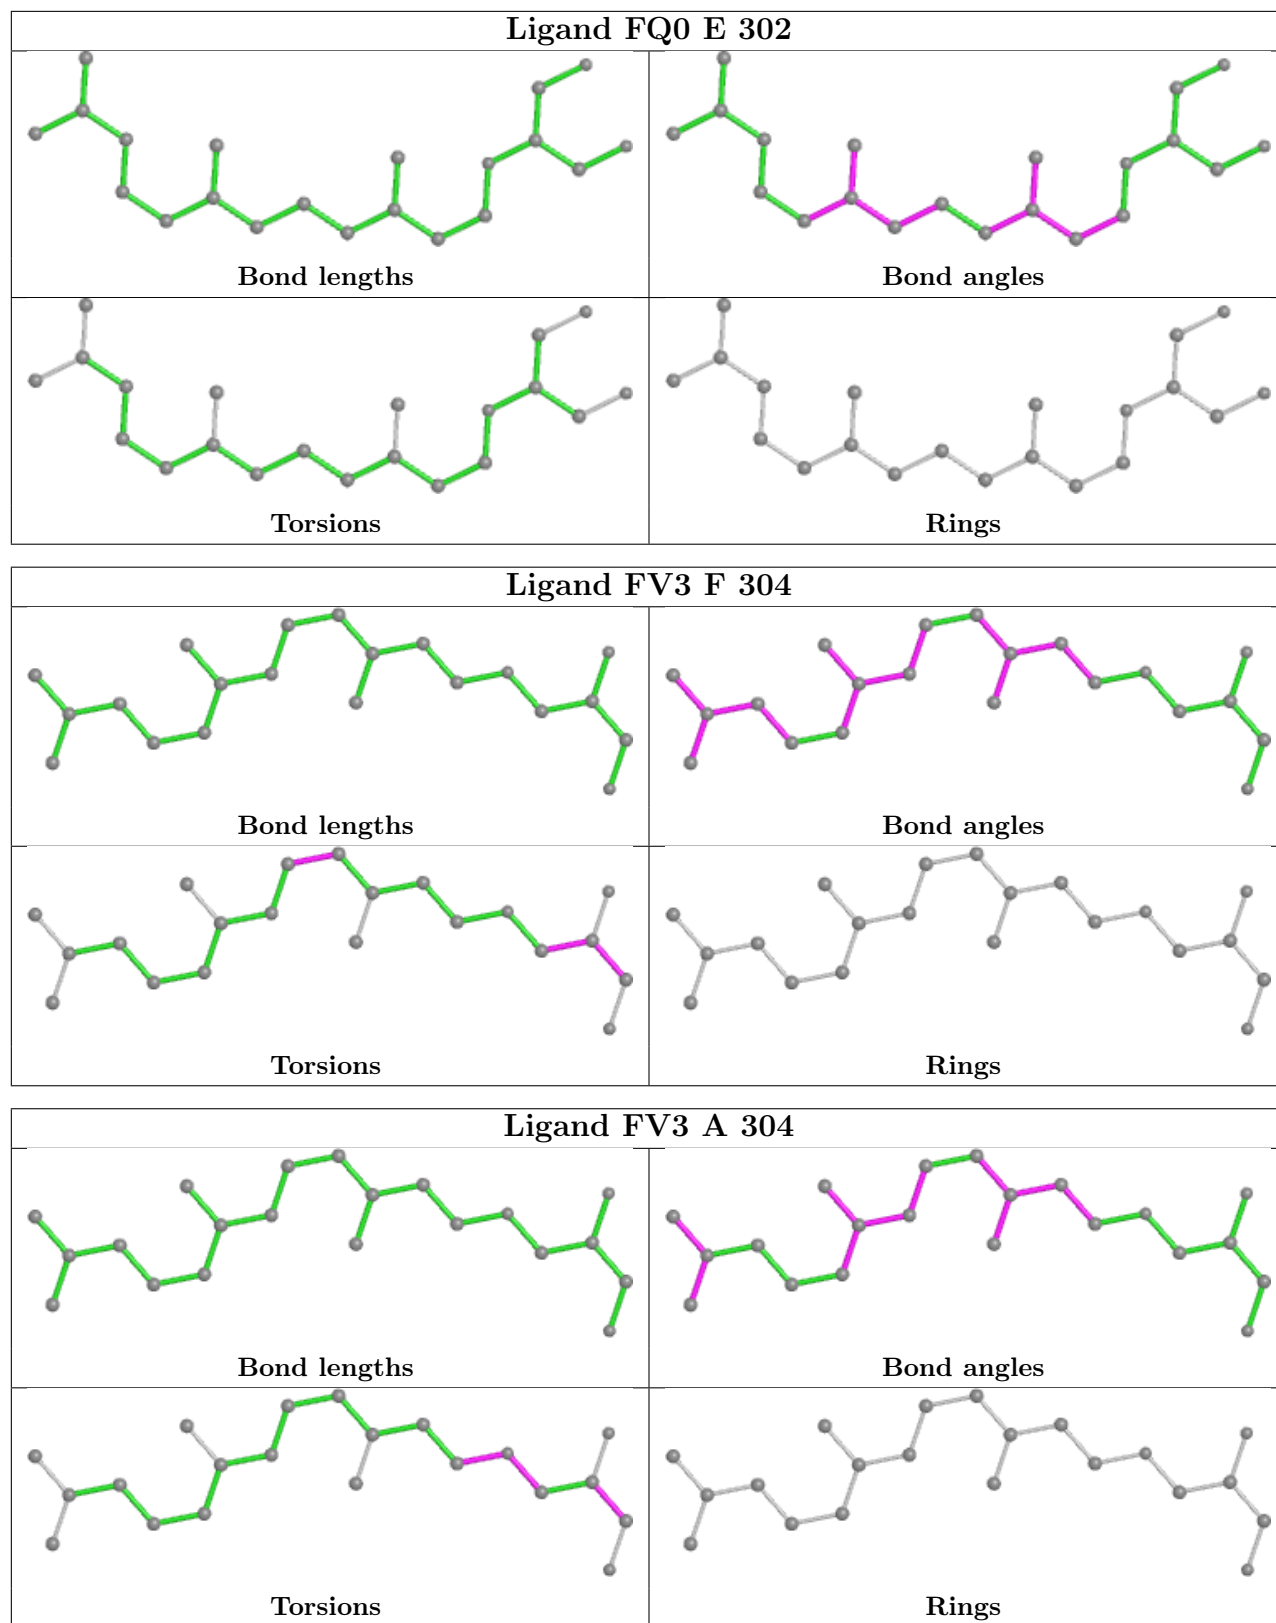 Ligand FQ0 E 302
Bond lengths
Bond angles
Torsions
Rings
Ligand FV3 F 304
Bond lengths
Bond angles
Torsions
Rings
Ligand FV3 A 304
Bond lengths
Bond angles
Torsions
Rings